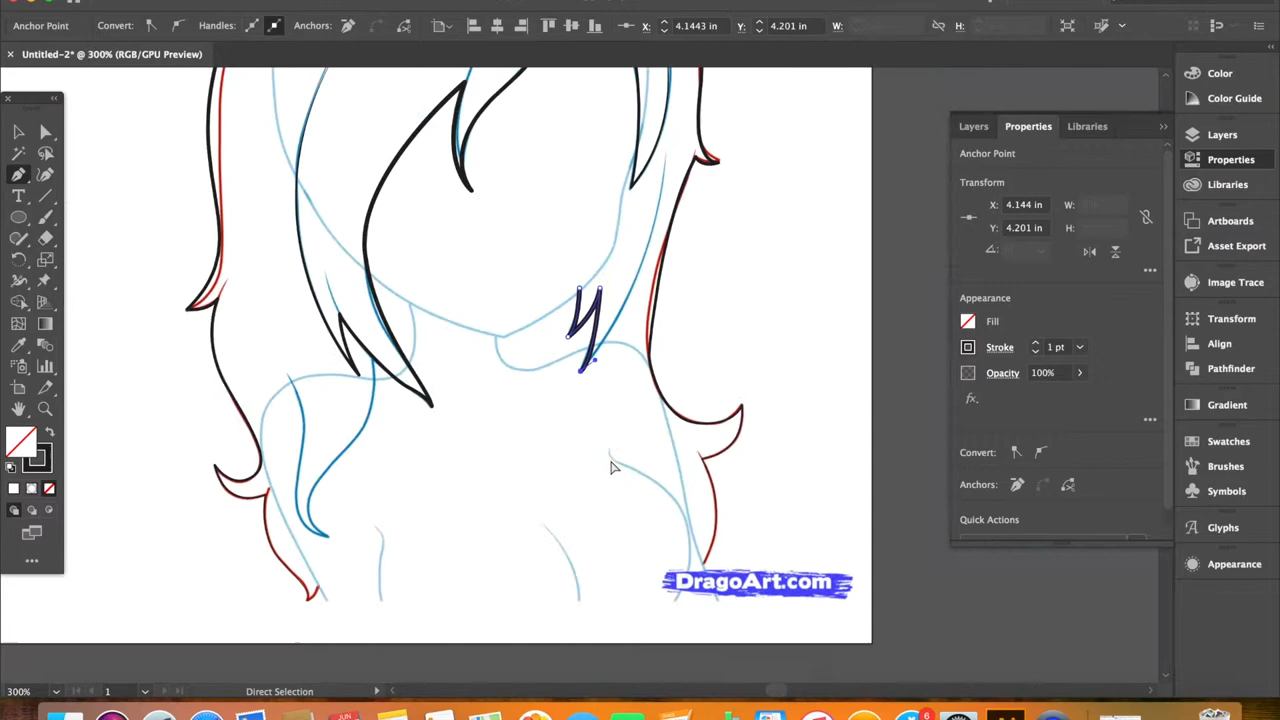 Anchor Point Convert: Handles: Anchors: X: 4.1443 in Y: 4.201 in W: H:
Untitled-2* @ 300% (RGB/GPU Preview)
Color
Color Guide
Layers
Properties
Libraries
Artboards
Asset Export
Image Trace
Transform
Align
Pathfinder
Gradient
Swatches
Brushes
Symbols
Glyphs
Appearance
Layers Properties Libraries
Anchor Point
Transform
X: 4.144 in W:
Y: 4.201 in H:
Appearance
Fill
Stroke 1 pt
Opacity 100%
fx.
Convert:
Anchors:
Quick Actions
DragoArt.com
300% 1 Direct Selection
JUN
6